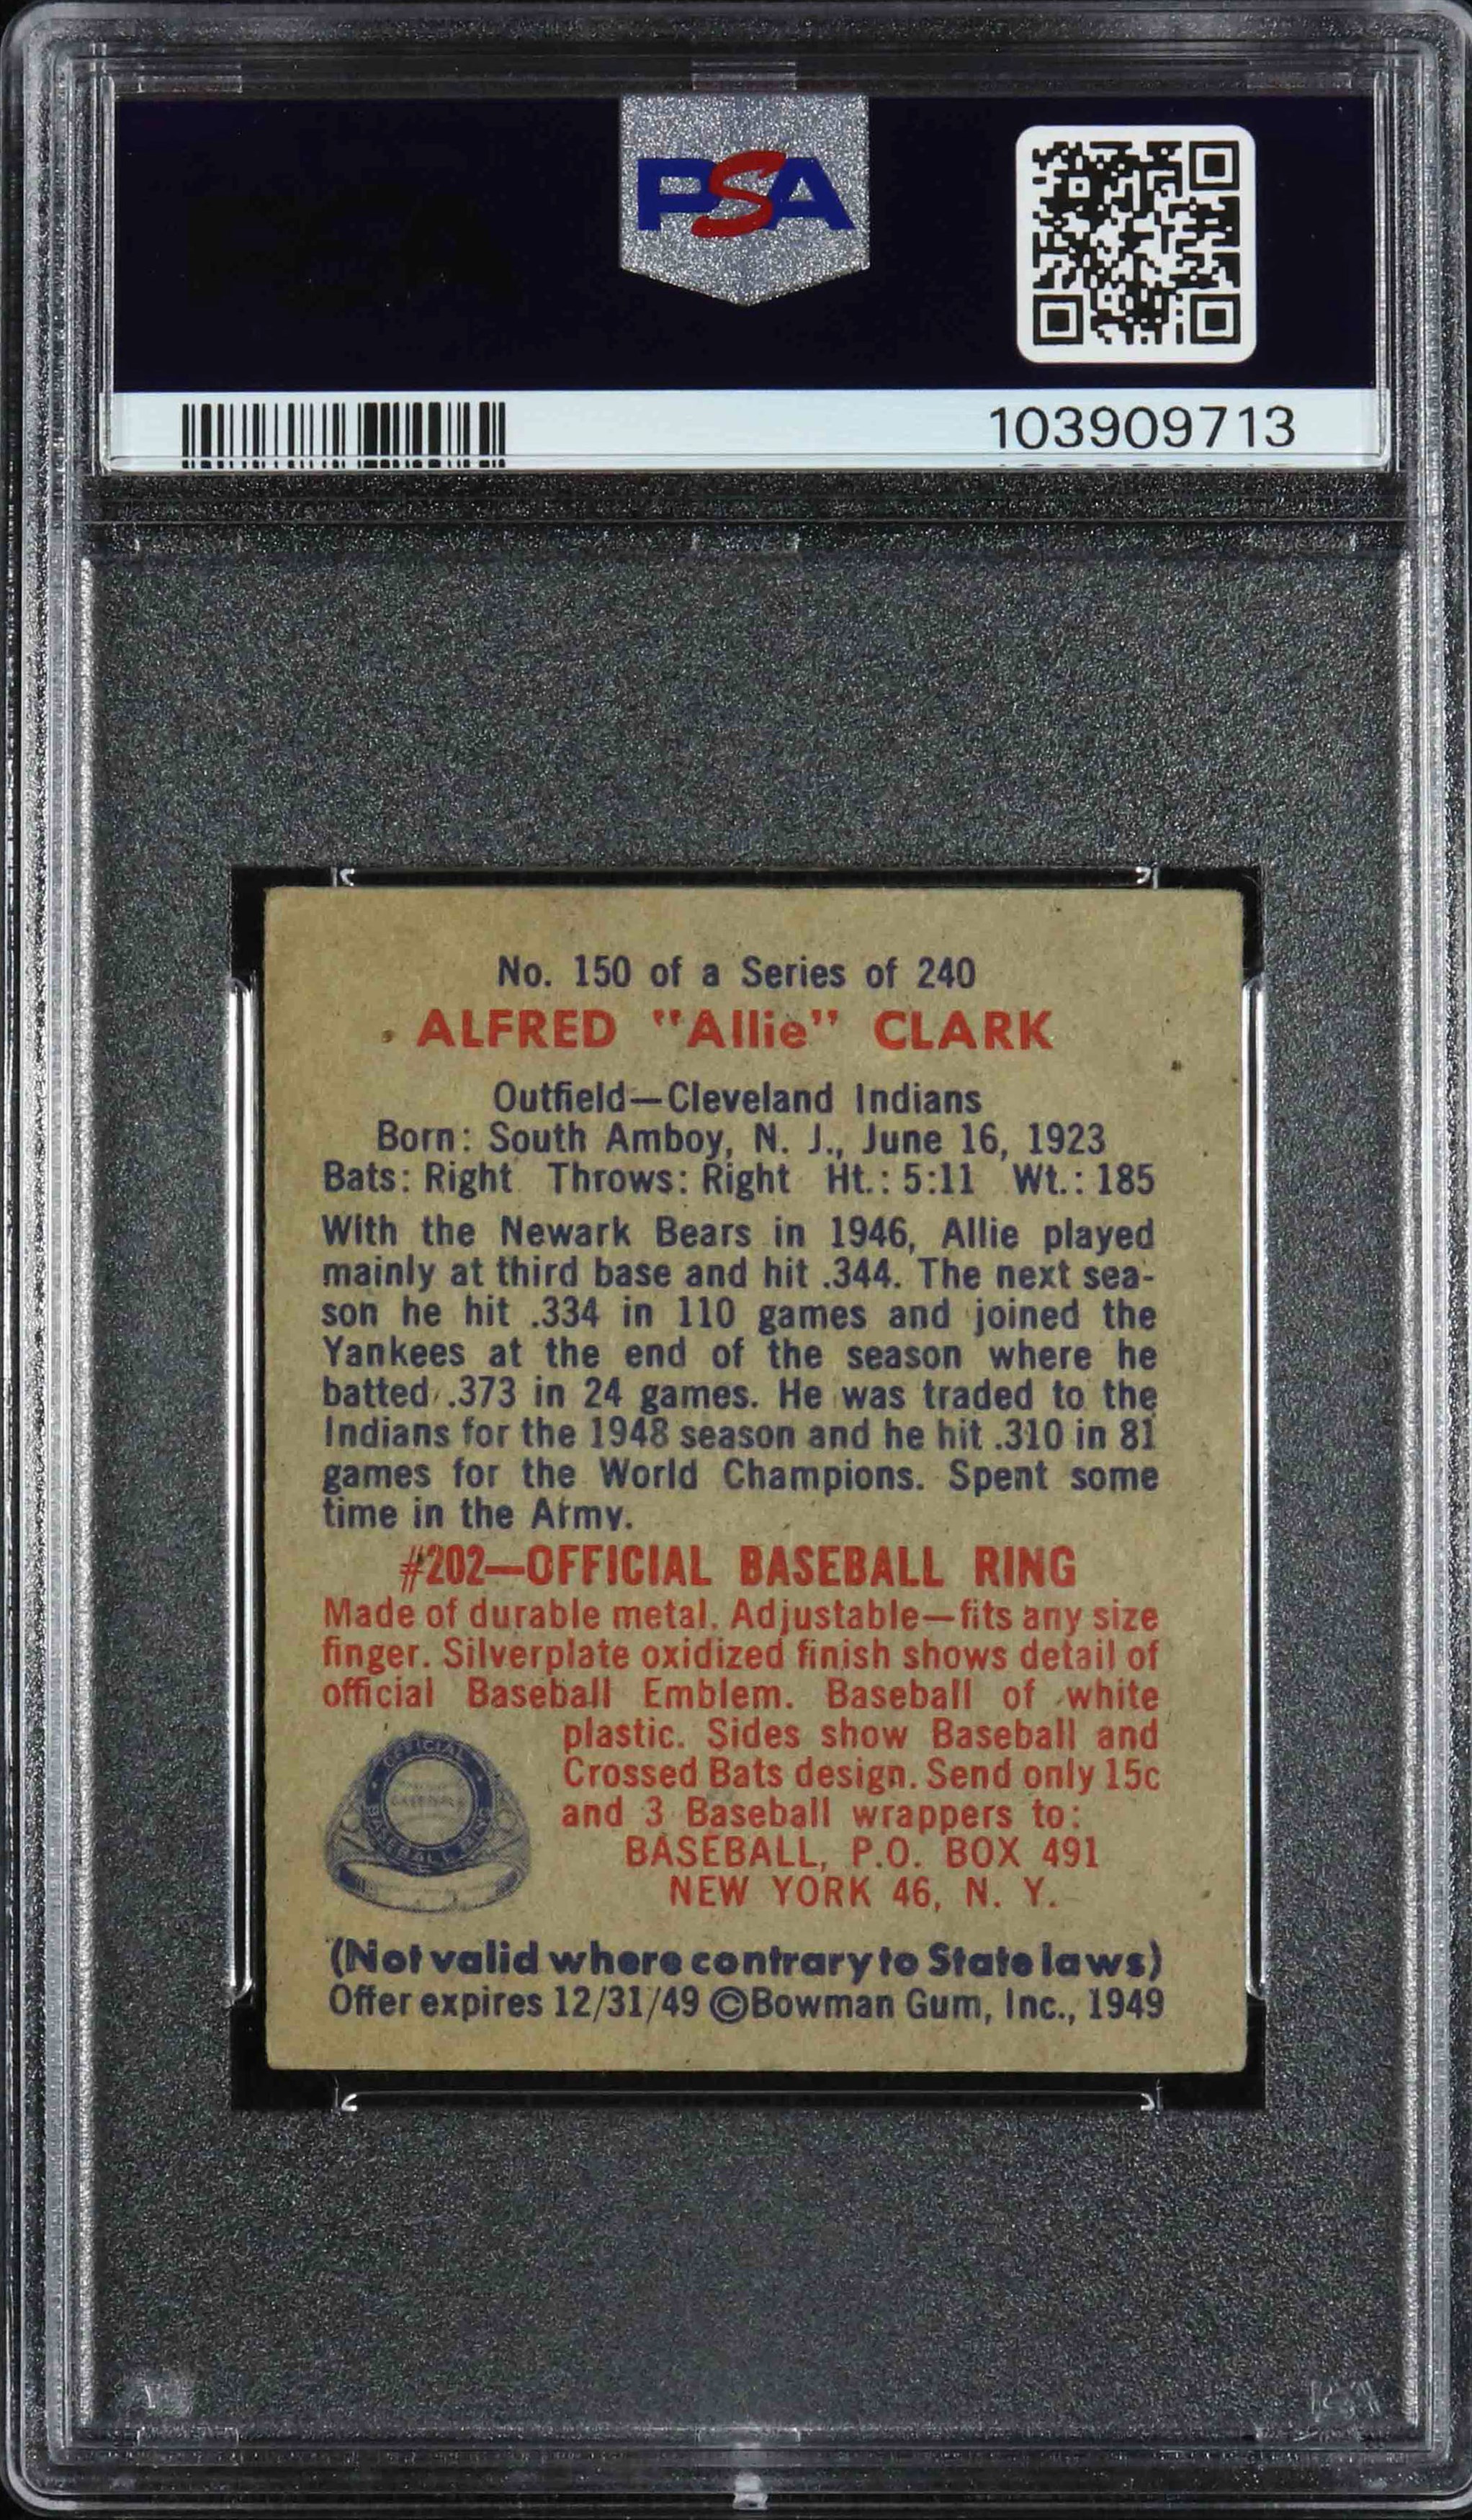 PSA
103909713
No. 150 of a Series of 240
ALFRED "Allie" CLARK
Outfield—Cleveland Indians
Born: South Amboy, N. J., June 16, 1923
Bats: Right Throws: Right Ht.: 5:11 Wt.: 185
With the Newark Bears in 1946, Allie played
mainly at third base and hit .344. The next sea-
son he hit .334 in 110 games and joined the
Yankees at the end of the season where he
batted .373 in 24 games. He was traded to the
Indians for the 1948 season and he hit .310 in 81
games for the World Champions. Spent some
time in the Army.
#202—OFFICIAL BASEBALL RING
Made of durable metal. Adjustable—fits any size
finger. Silverplate oxidized finish shows detail of
official Baseball Emblem. Baseball of white
plastic. Sides show Baseball and
Crossed Bats design. Send only 15c
and 3 Baseball wrappers to:
BASEBALL, P.O. BOX 491
NEW YORK 46, N. Y.
OFFICIAL
BASEBALL RING
(Not valid where contrary to State laws)
Offer expires 12/31/49 ©Bowman Gum, Inc., 1949